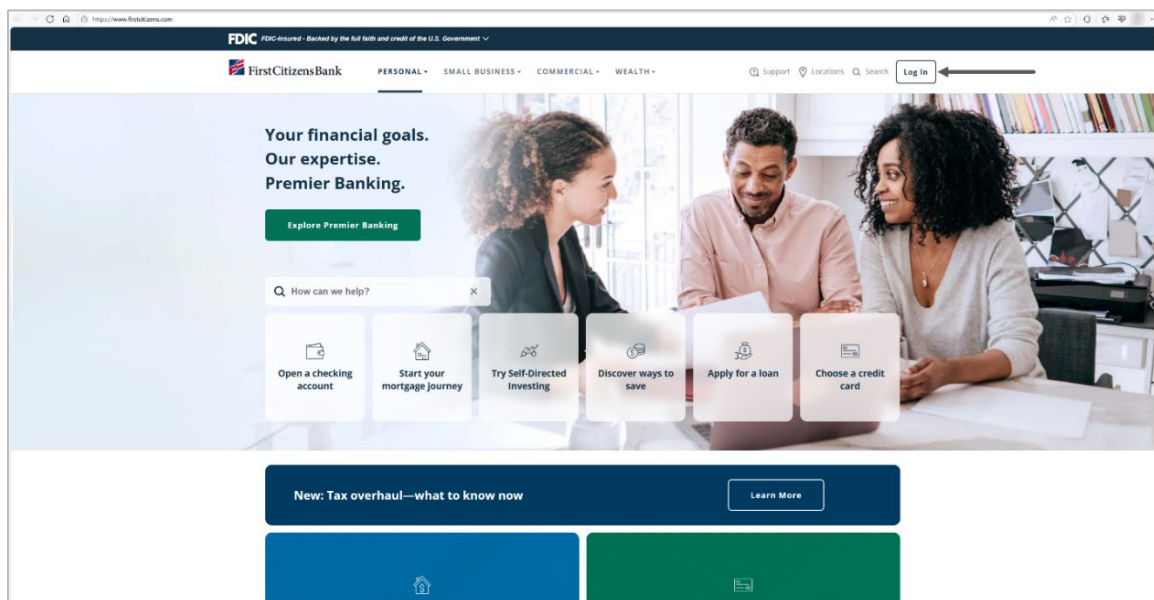 https://www.firstcitizens.com
FDIC FDIC-Insured - Backed by the full faith and credit of the U.S. Government
First Citizens Bank PERSONAL SMALL BUSINESS COMMERCIAL WEALTH Support Locations Search Log In
Your financial goals.
Our expertise.
Premier Banking.
Explore Premier Banking
How can we help?
Open a checking
account
Start your
mortgage journey
Try Self-Directed
Investing
Discover ways to
save
Apply for a loan
Choose a credit
card
New: Tax overhaul—what to know now Learn More